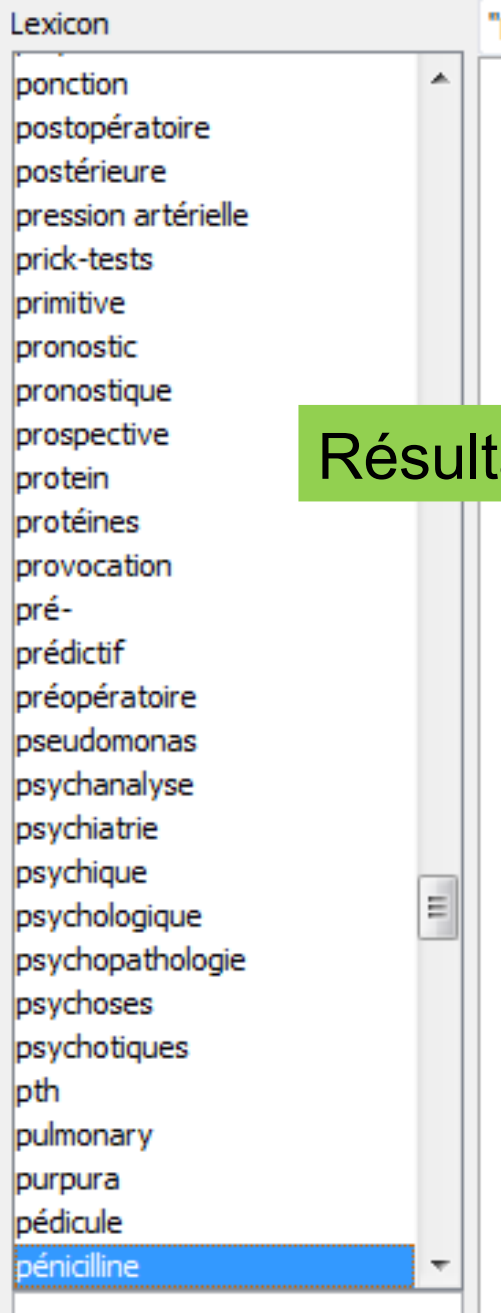 Lexicon
ponction
postopératoire
postérieure
pression artérielle
prick-tests
primitive
pronostic
pronostique
prospective
Résult
protein
protéines
provocation
pré-
prédictif
préopératoire
pseudomonas
psychanalyse
psychiatrie
psychique
psychologique
psychopathologie
psychoses
psychotiques
pth
pulmonary
purpura
pédicule
pénicilline